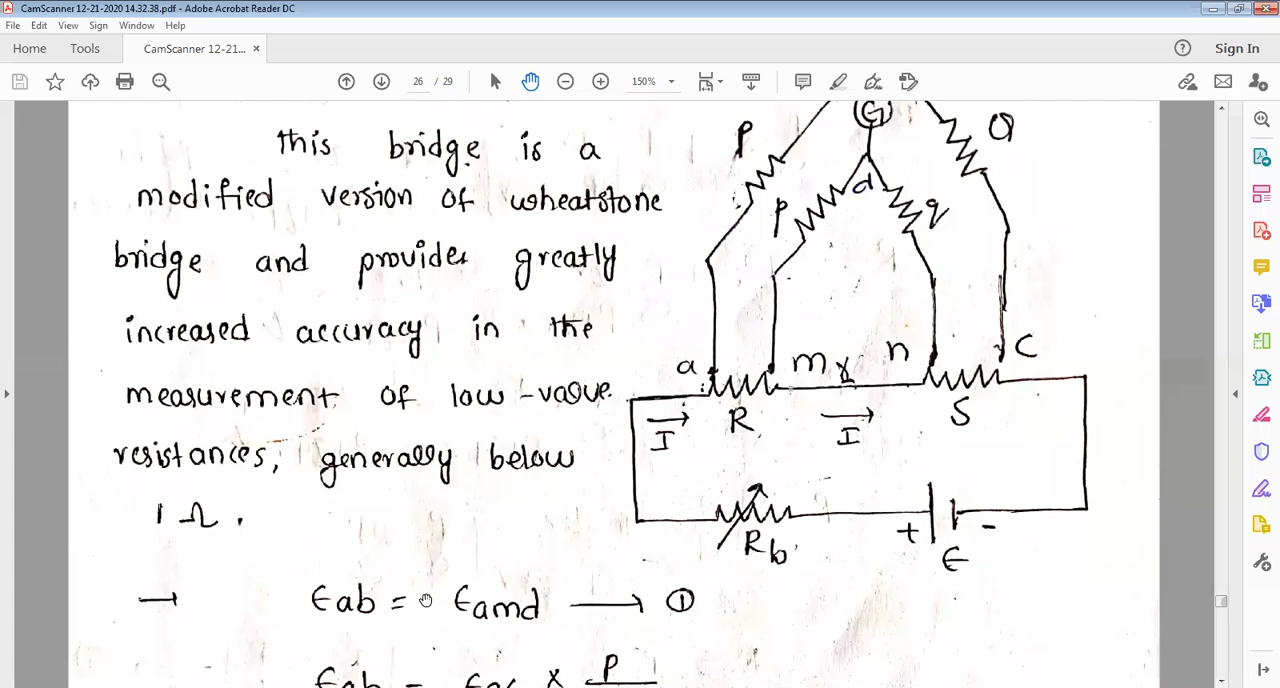 CamScanner 12-21-2020 14.32.38.pdf - Adobe Acrobat Reader DC
File Edit View Sign Window Help
Home Tools CamScanner 12-21... × ? Sign In
26 / 29 150%
this bridge is a
modified version of wheatstone
bridge and provides greatly
increased accuracy in the
measurement of low-value
resistances, generally below
1 Ω .
G
P Q
p d q
a m r n C
R S
I I
Rb + - E
→ Eab = Eamd → ①
Eab = Eac × P